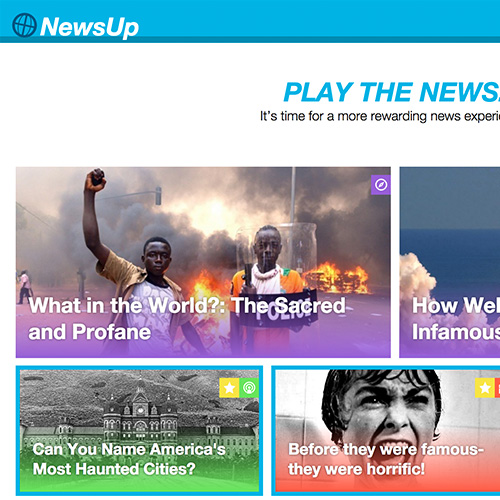 NewsUp
PLAY THE NEWS.
It's time for a more rewarding news experi
What in the World?: The Sacred
and Profane
POLICE
How Wel
Infamous
Can You Name America's
Most Haunted Cities?
Before they were famous-
they were horrific!